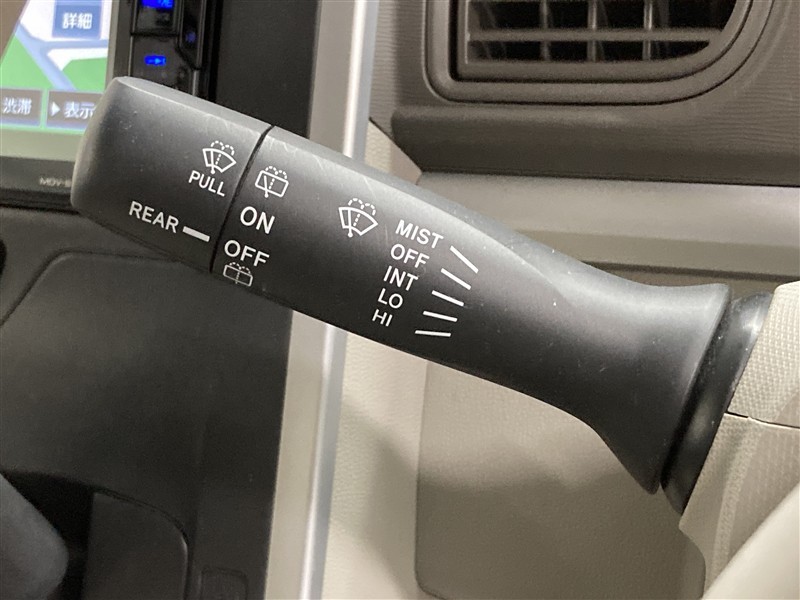 詳細
渋滞
表示
PULL
REAR
ON
OFF
MIST
OFF
INT
LO
HI